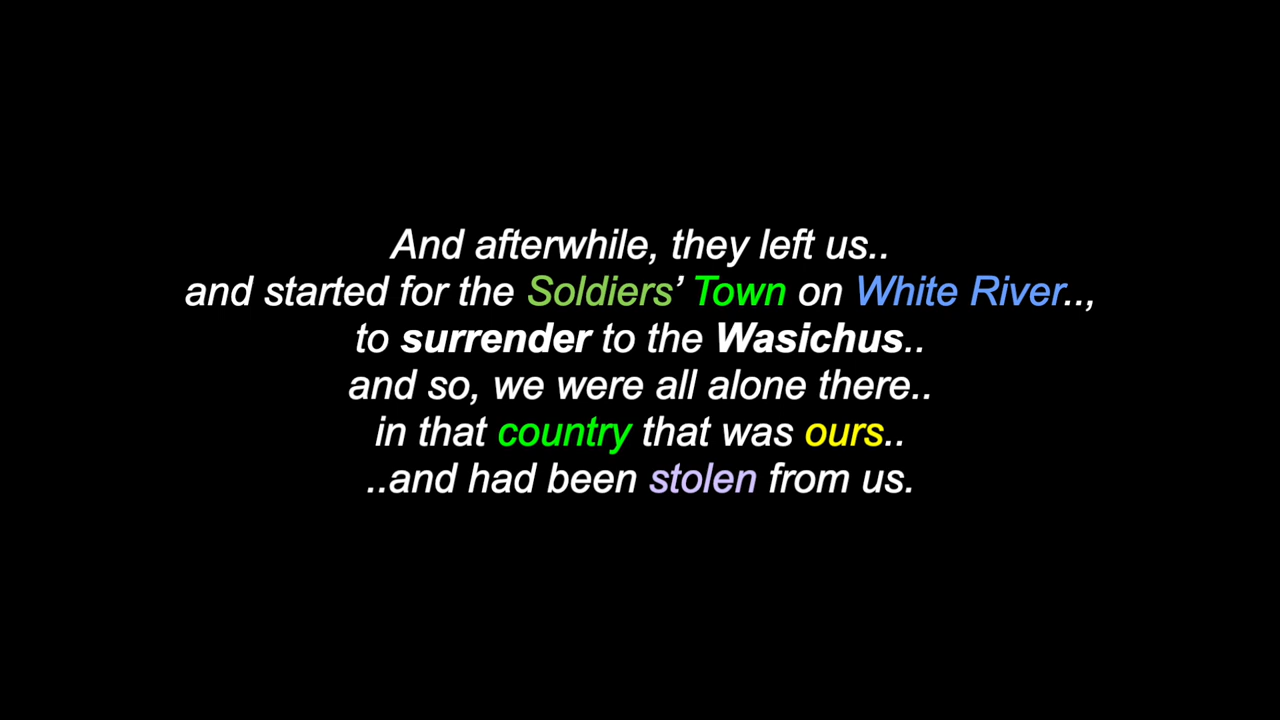 And afterwhile, they left us..
and started for the Soldiers’ Town on White River..,
to surrender to the Wasichus..
and so, we were all alone there..
in that country that was ours..
..and had been stolen from us.